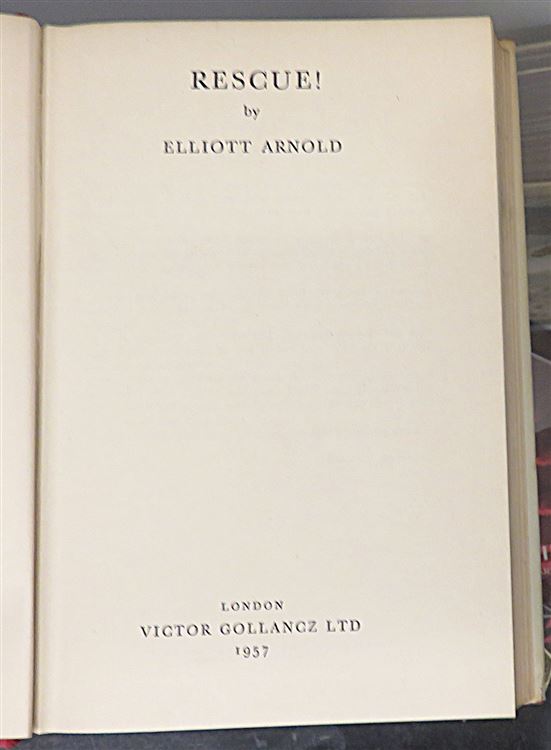 RESCUE!
by
ELLIOTT ARNOLD
LONDON
VICTOR GOLLANCZ LTD
1957